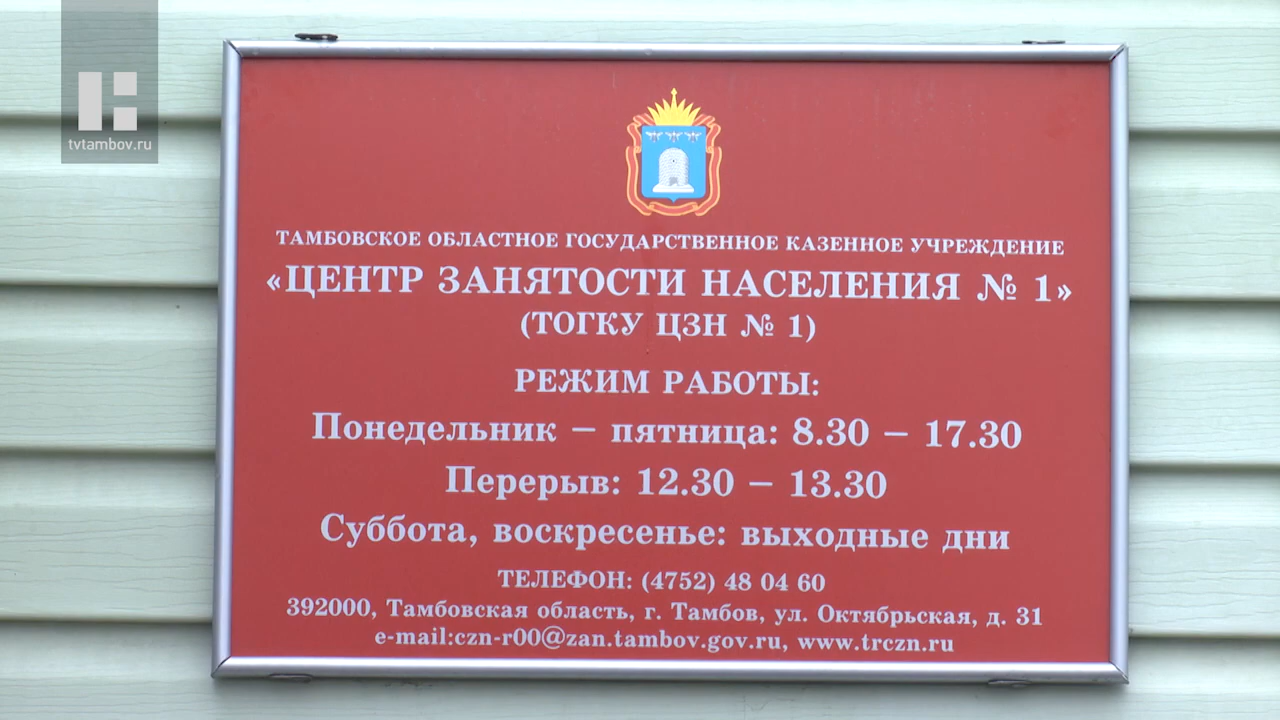 tvtambov.ru
ТАМБОВСКОЕ ОБЛАСТНОЕ ГОСУДАРСТВЕННОЕ КАЗЕННОЕ УЧРЕЖДЕНИЕ
«ЦЕНТР ЗАНЯТОСТИ НАСЕЛЕНИЯ № 1»
(ТОГКУ ЦЗН № 1)
РЕЖИМ РАБОТЫ:
Понедельник – пятница: 8.30 – 17.30
Перерыв: 12.30 – 13.30
Суббота, воскресенье: выходные дни
ТЕЛЕФОН: (4752) 48 04 60
392000, Тамбовская область, г. Тамбов, ул. Октябрьская, д. 31
e-mail:czn-r00@zan.tambov.gov.ru, www.trczn.ru